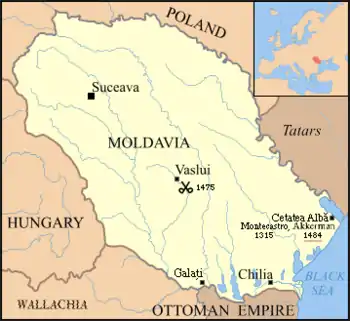 POLAND
Suceava
Tatars
MOLDAVIA
Vaslui
1475
Cetatea Albă
Montecastro, Akkerman
1315
1484
HUNGARY
Galați
Chilia
BLACK
SEA
WALLACHIA
OTTOMAN EMPIRE